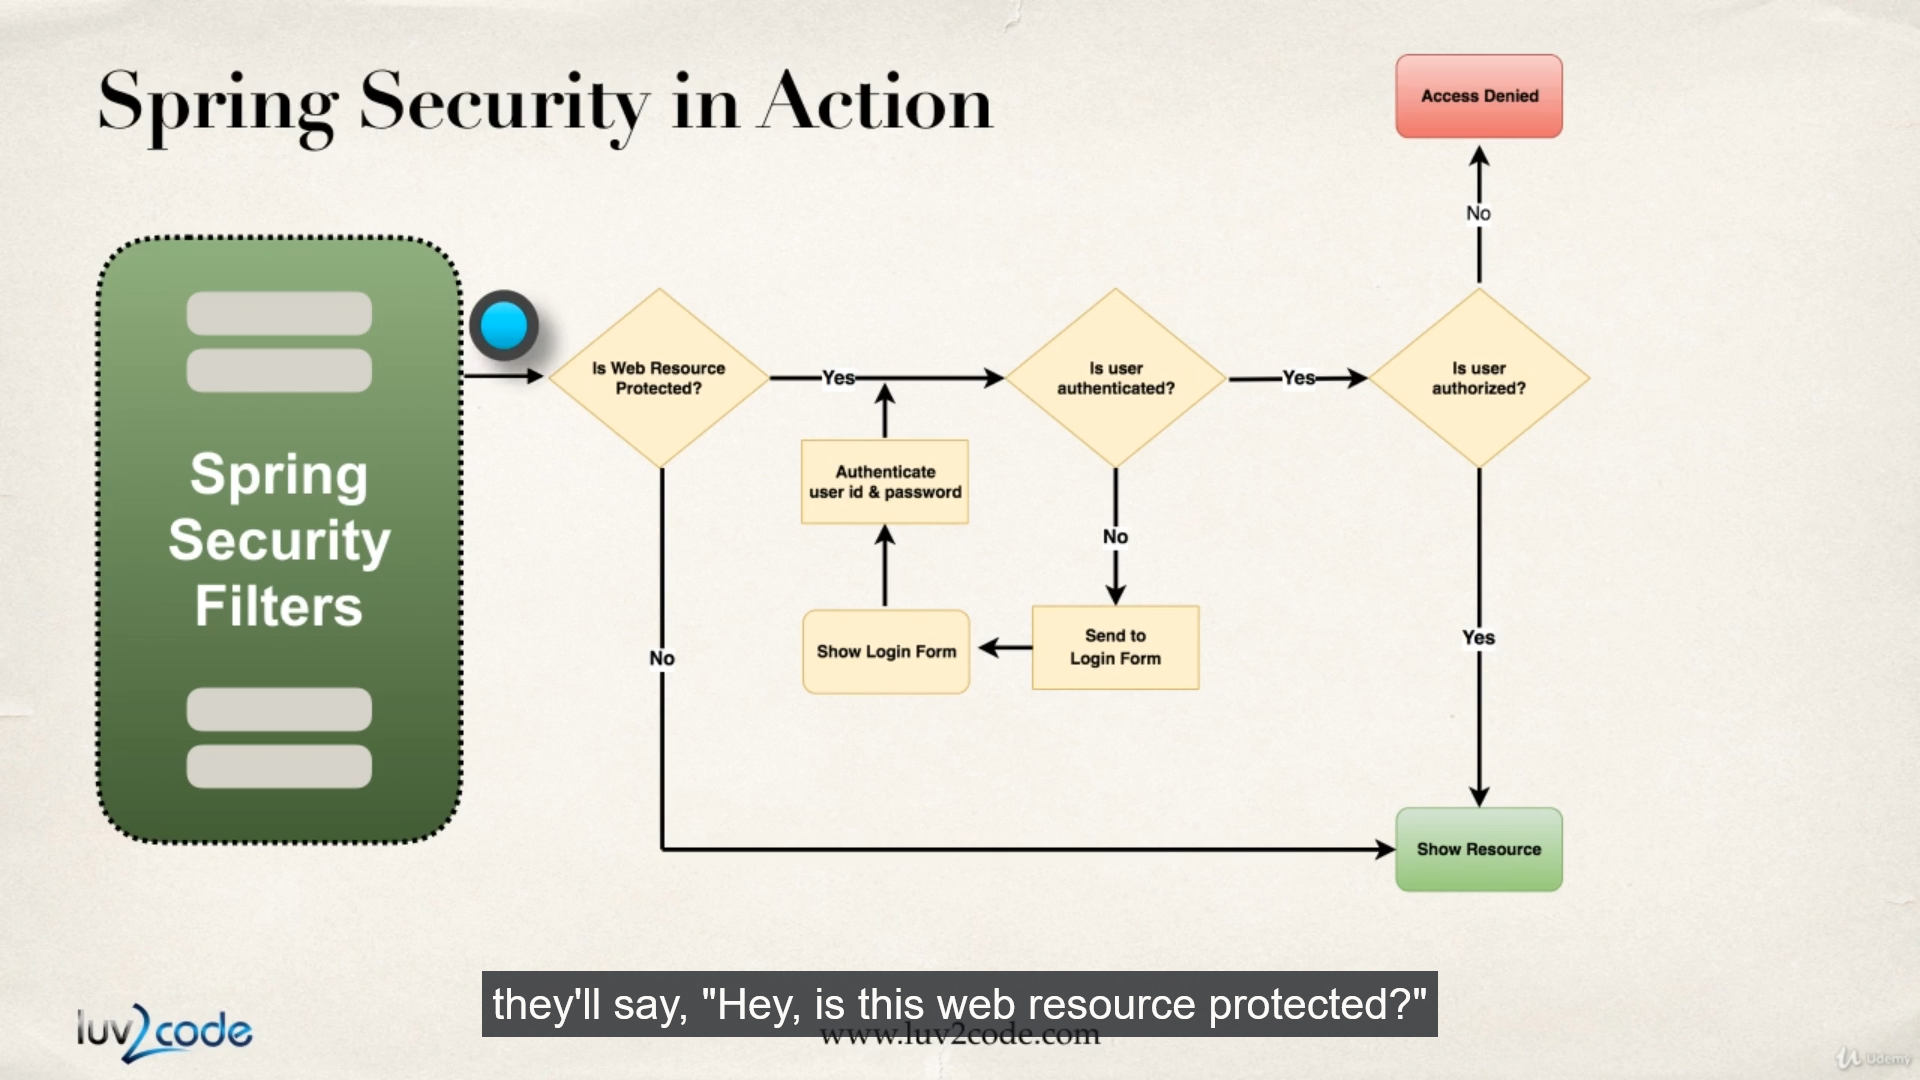 Spring Security in Action
Access Denied
No
Is Web Resource
Protected?
Yes
Is user
authenticated?
Yes
Is user
authorized?
Authenticate
user id & password
Spring
Security
Filters
No
No
Show Login Form
Send to
Login Form
Yes
Show Resource
they'll say, "Hey, is this web resource protected?"
www.luv2code.com
luv2code
Udemy